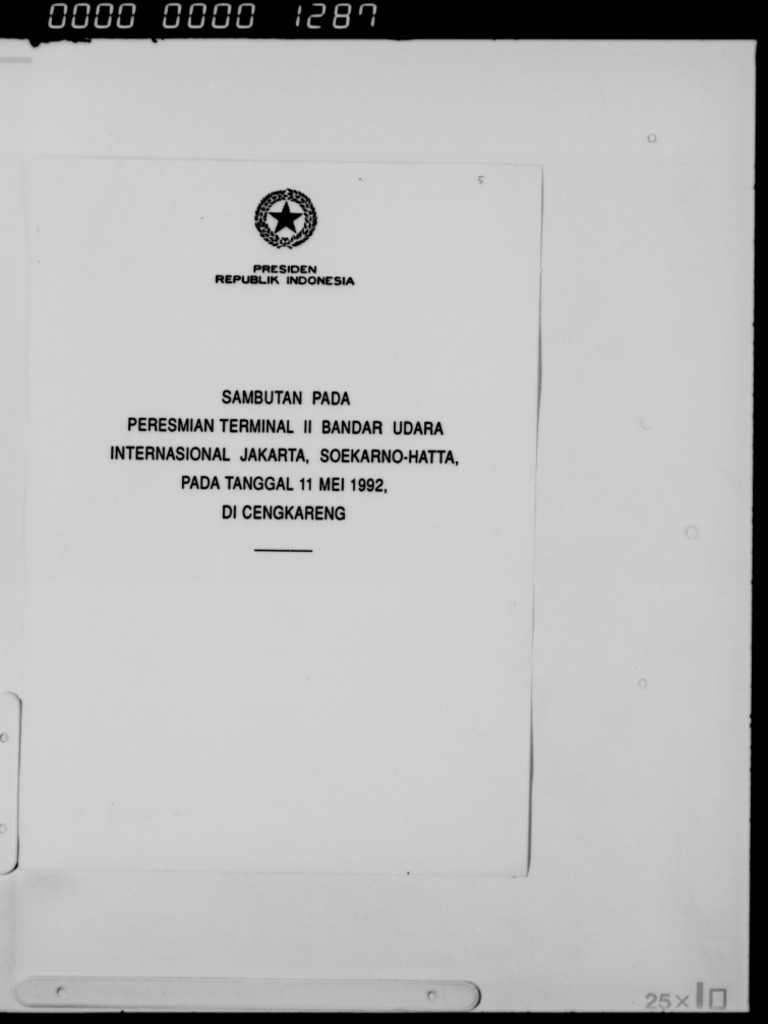 0000 0000 1287
5
PRESIDEN
REPUBLIK INDONESIA
SAMBUTAN PADA
PERESMIAN TERMINAL II BANDAR UDARA
INTERNASIONAL JAKARTA, SOEKARNO-HATTA,
PADA TANGGAL 11 MEI 1992,
DI CENGKARENG
25×